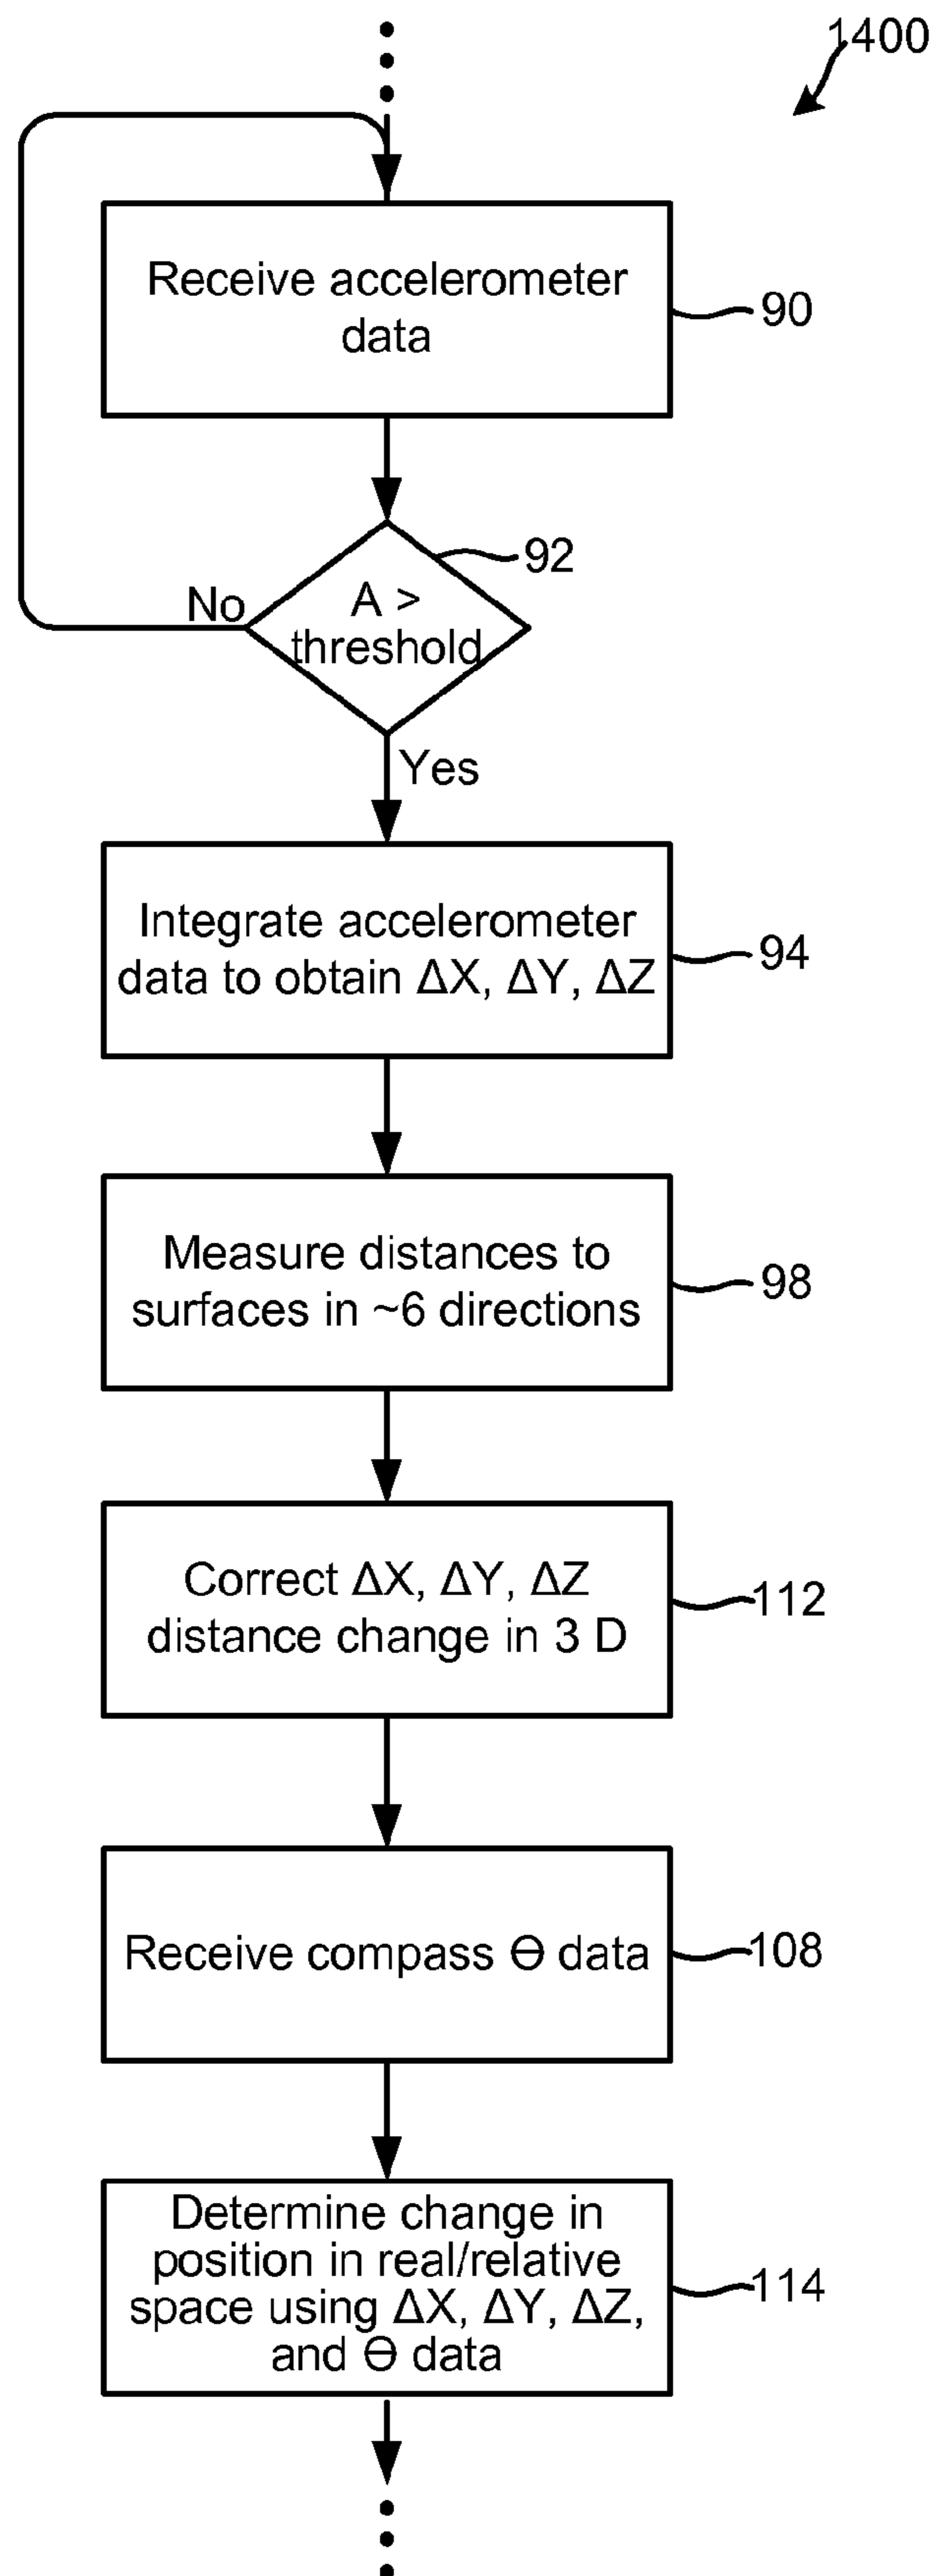 1400
Receive accelerometer
data
90
92
A >
threshold
No
Yes
Integrate accelerometer
data to obtain ΔX, ΔY, ΔZ
94
Measure distances to
surfaces in ~6 directions
98
Correct ΔX, ΔY, ΔZ
distance change in 3 D
112
Receive compass ϴ data
108
Determine change in
position in real/relative
space using ΔX, ΔY, ΔZ,
and ϴ data
114